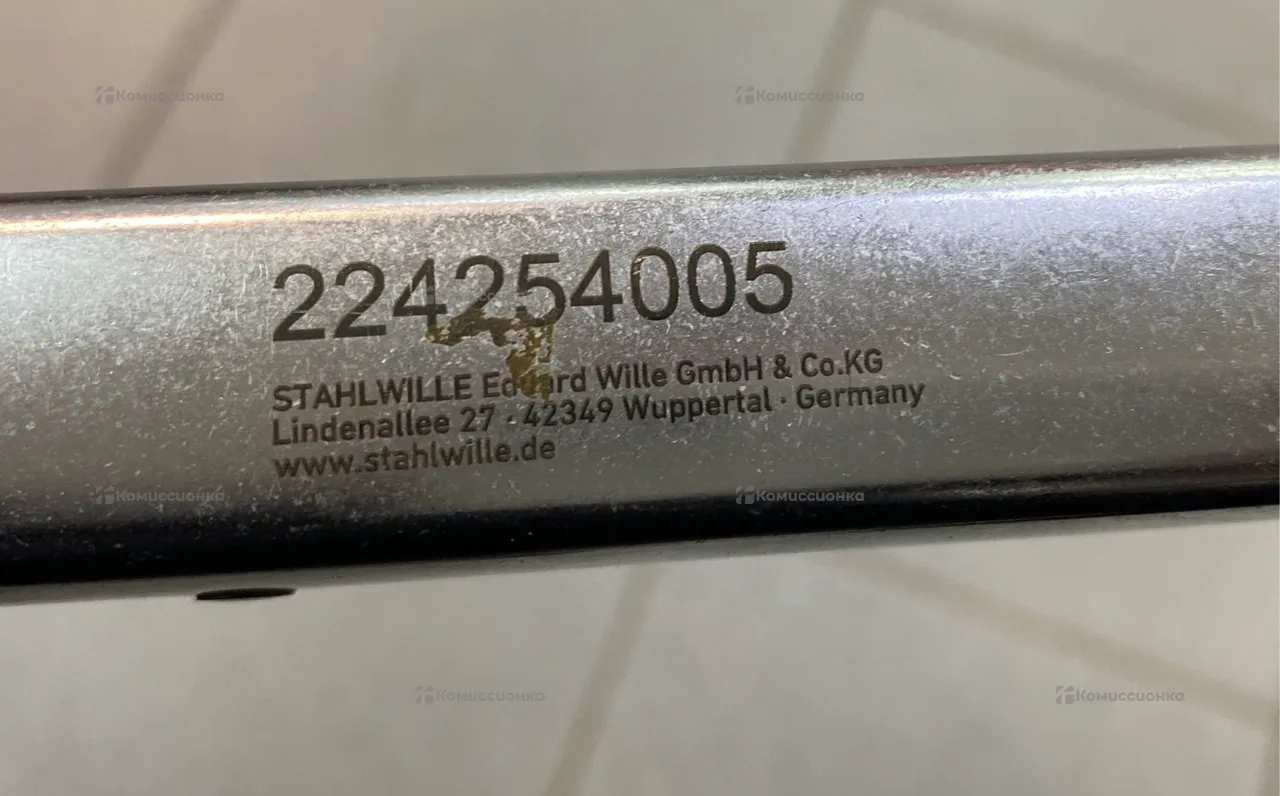 Комиссионка Комиссионка
224254005
STAHLWILLE Eduard Wille GmbH & Co.KG
Lindenallee 27 · 42349 Wuppertal · Germany
www.stahlwille.de
Комиссионка Комиссионка
Комиссионка Комиссионка